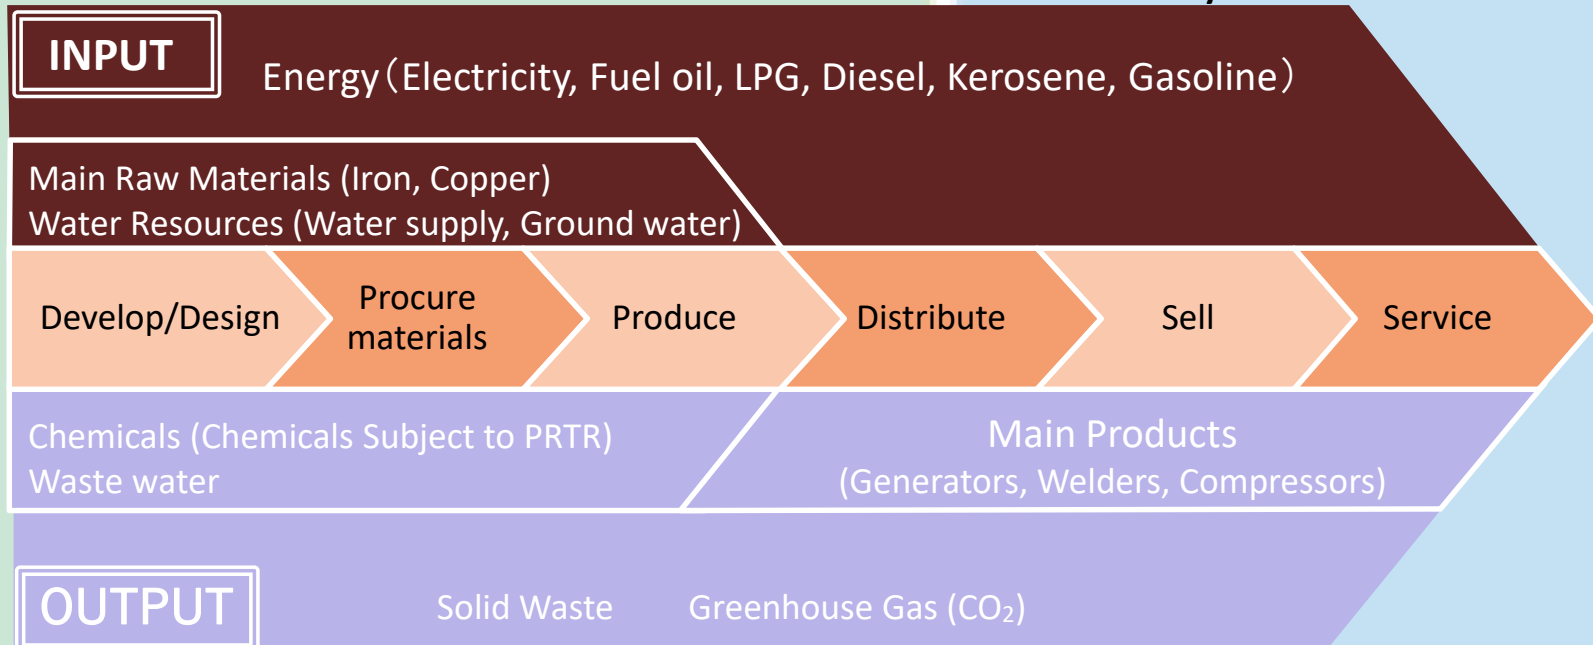 INPUT
Energy（Electricity, Fuel oil, LPG, Diesel, Kerosene, Gasoline）
Main Raw Materials (Iron, Copper)
Water Resources (Water supply, Ground water)
Develop/Design
Procure
materials
Produce
Distribute
Sell
Service
Chemicals (Chemicals Subject to PRTR)
Waste water
Main Products
(Generators, Welders, Compressors)
OUTPUT
Solid Waste
Greenhouse Gas (CO₂)